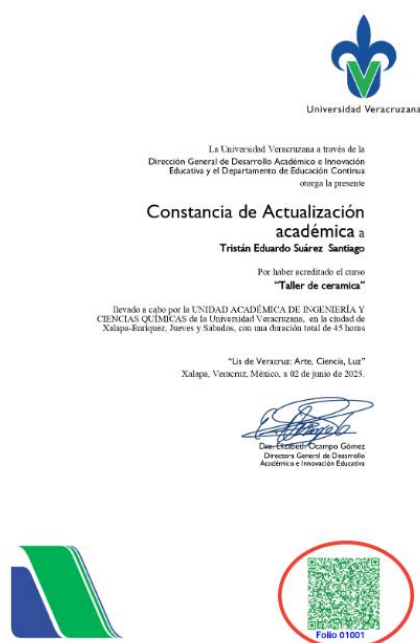 Universidad Veracruzana
La Universidad Veracruzana a través de la
Dirección General de Desarrollo Académico e Innovación
Educativa y el Departamento de Educación Continua
otorga la presente
Constancia de Actualización
académica a
Tristán Eduardo Suárez Santiago
Por haber acreditado el curso
"Taller de ceramica"
llevado a cabo por la UNIDAD ACADÉMICA DE INGENIERÍA Y
CIENCIAS QUÍMICAS de la Universidad Veracruzana, en la ciudad de
Xalapa-Enríquez, Jueves y Sabados, con una duración total de 45 horas
"Lis de Veracruz: Arte, Ciencia, Luz"
Xalapa, Veracruz, México, a 02 de junio de 2025.
Dra. Elizabeth Ocampo Gómez
Directora General de Desarrollo
Académico e Innovación Educativa
Folio 01001